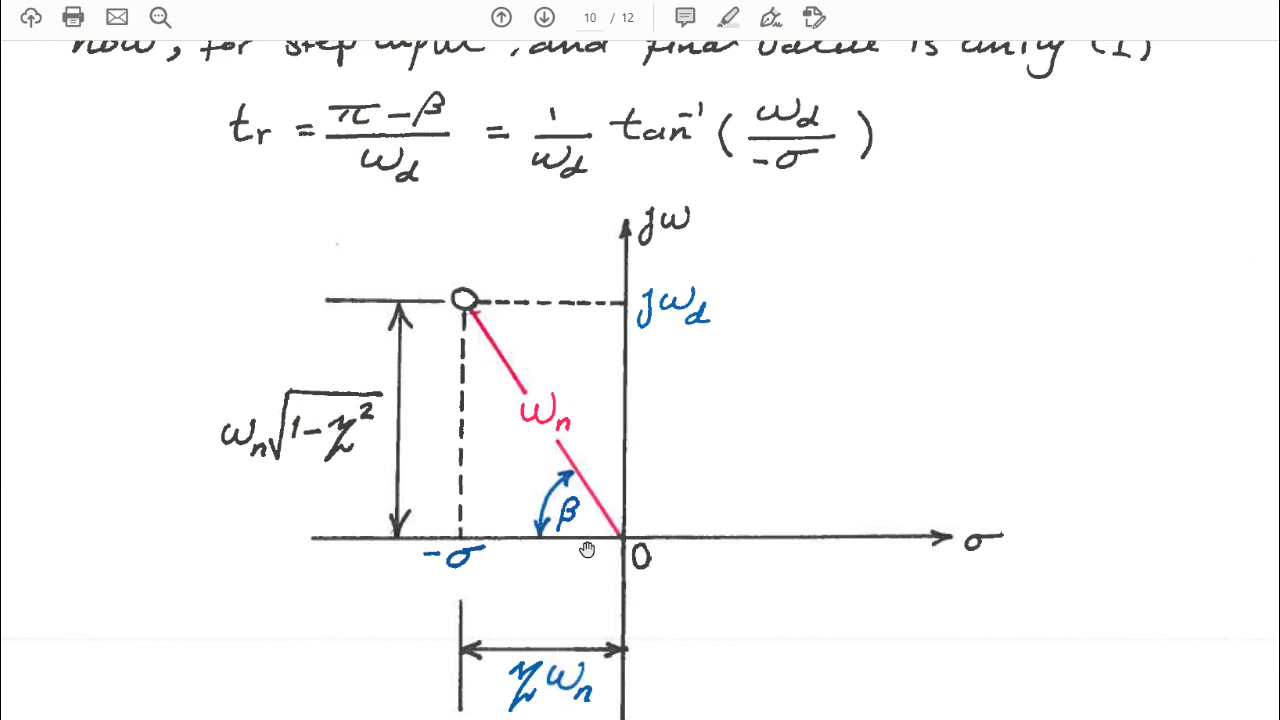 10 / 12
now, for step input, and final value is unity (1)
tr = π-β / ωd = 1 / ωd tan⁻¹ ( ωd / -σ )
jω
jωd
ωn√1-ζ²
ωn
β
-σ
0
σ
ζωn